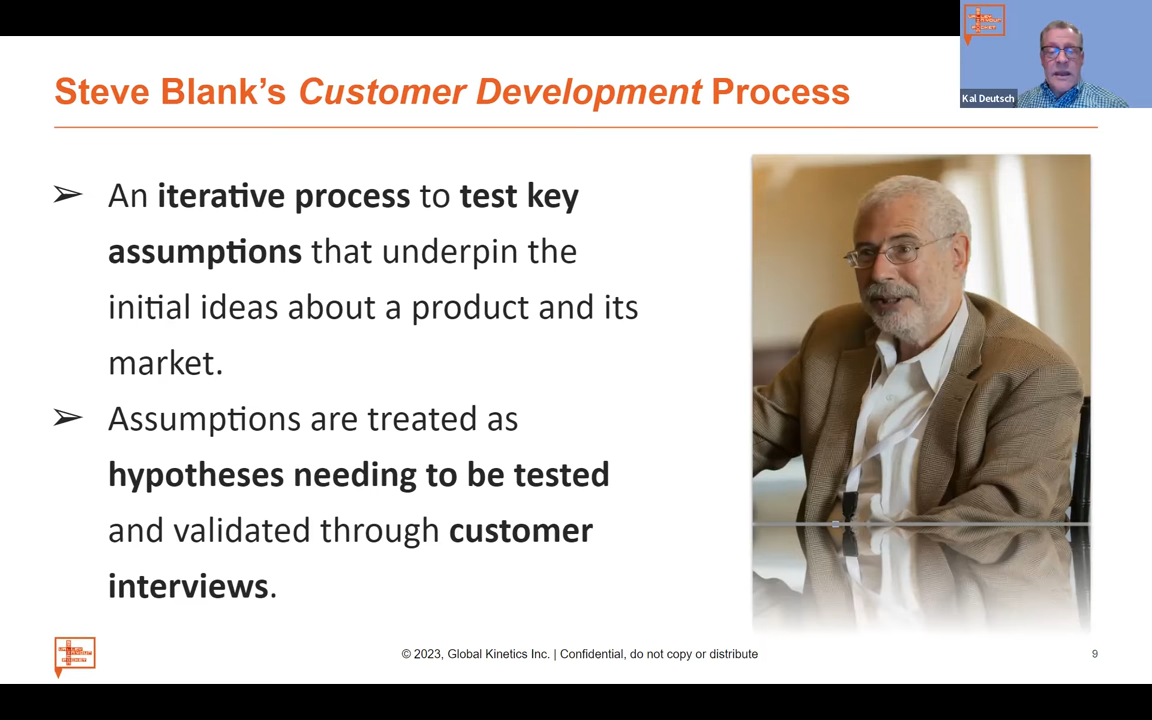 Steve Blank's Customer Development Process
Kal Deutsch
➢ An iterative process to test key
assumptions that underpin the
initial ideas about a product and its
market.
➢ Assumptions are treated as
hypotheses needing to be tested
and validated through customer
interviews.
© 2023, Global Kinetics Inc. | Confidential, do not copy or distribute
9